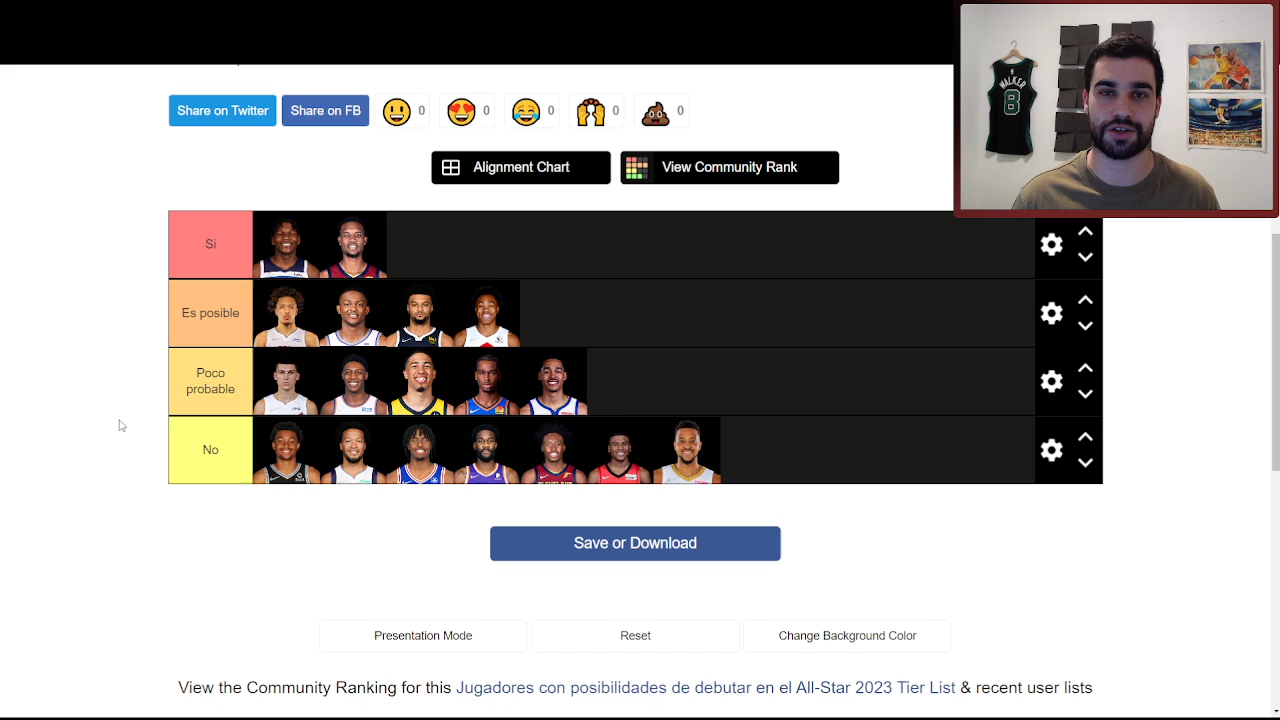 Share on Twitter
Share on FB
0
0
0
0
0
Alignment Chart
View Community Rank
WALKER
8
Si
Es posible
Poco
probable
No
Save or Download
Presentation Mode
Reset
Change Background Color
View the Community Ranking for this Jugadores con posibilidades de debutar en el All-Star 2023 Tier List & recent user lists